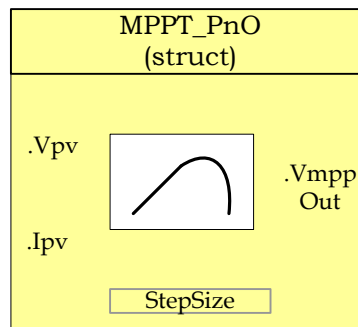 MPPT_PnO
(struct)
.Vpv
.Vmpp
Out
.Ipv
StepSize